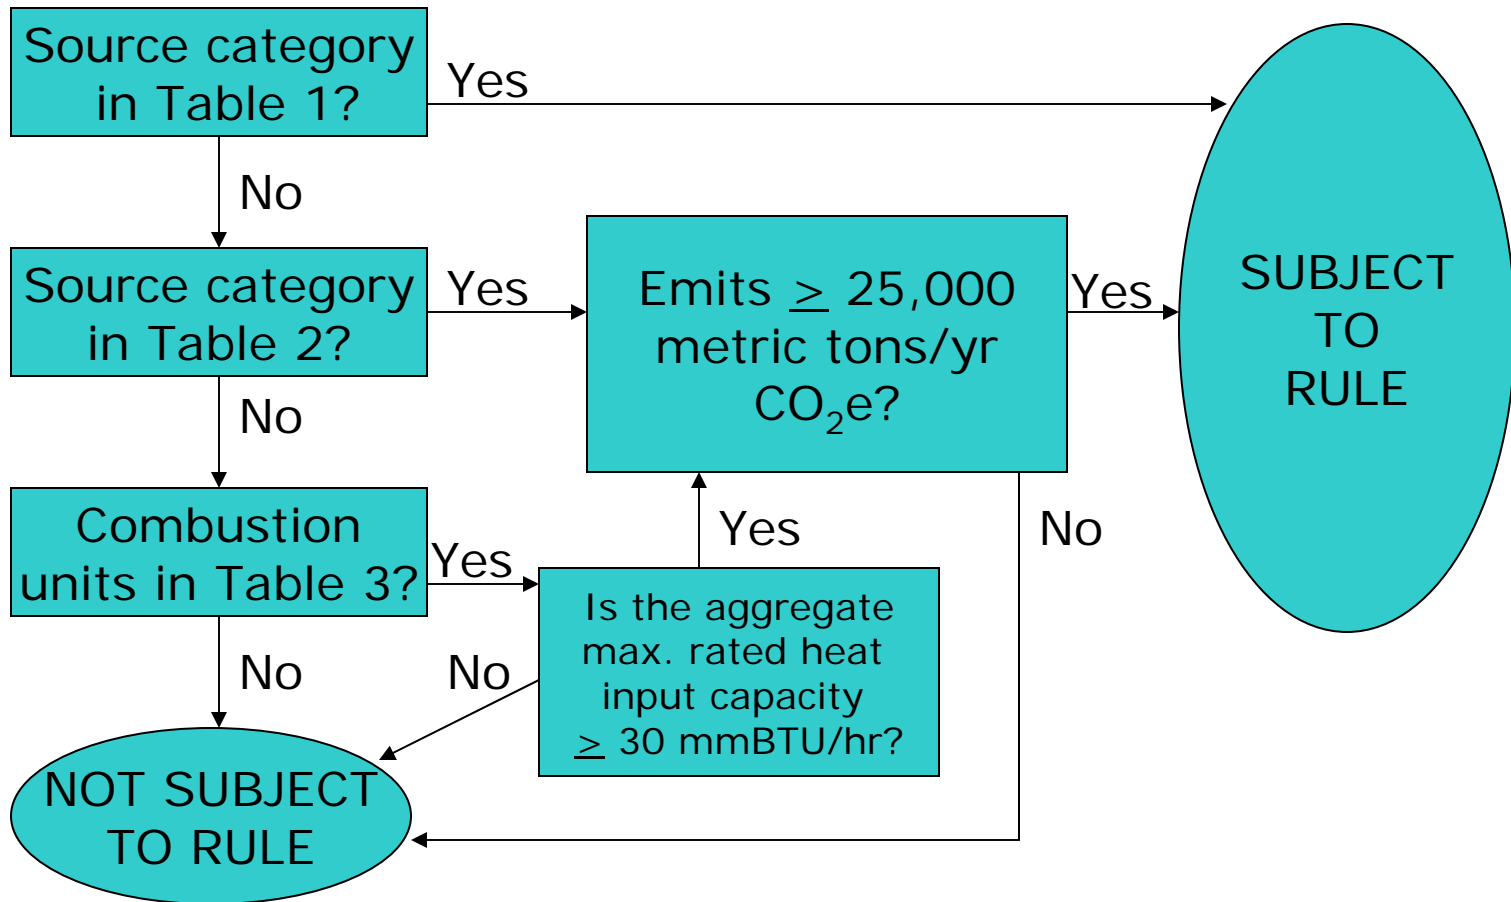 Source category
in Table 1?
Yes
No
Source category
in Table 2?
Yes
Emits ≥ 25,000
metric tons/yr
CO₂e?
Yes
SUBJECT
TO
RULE
No
Combustion
units in Table 3?
Yes
Is the aggregate
max. rated heat
input capacity
≥ 30 mmBTU/hr?
Yes
No
No
No
NOT SUBJECT
TO RULE